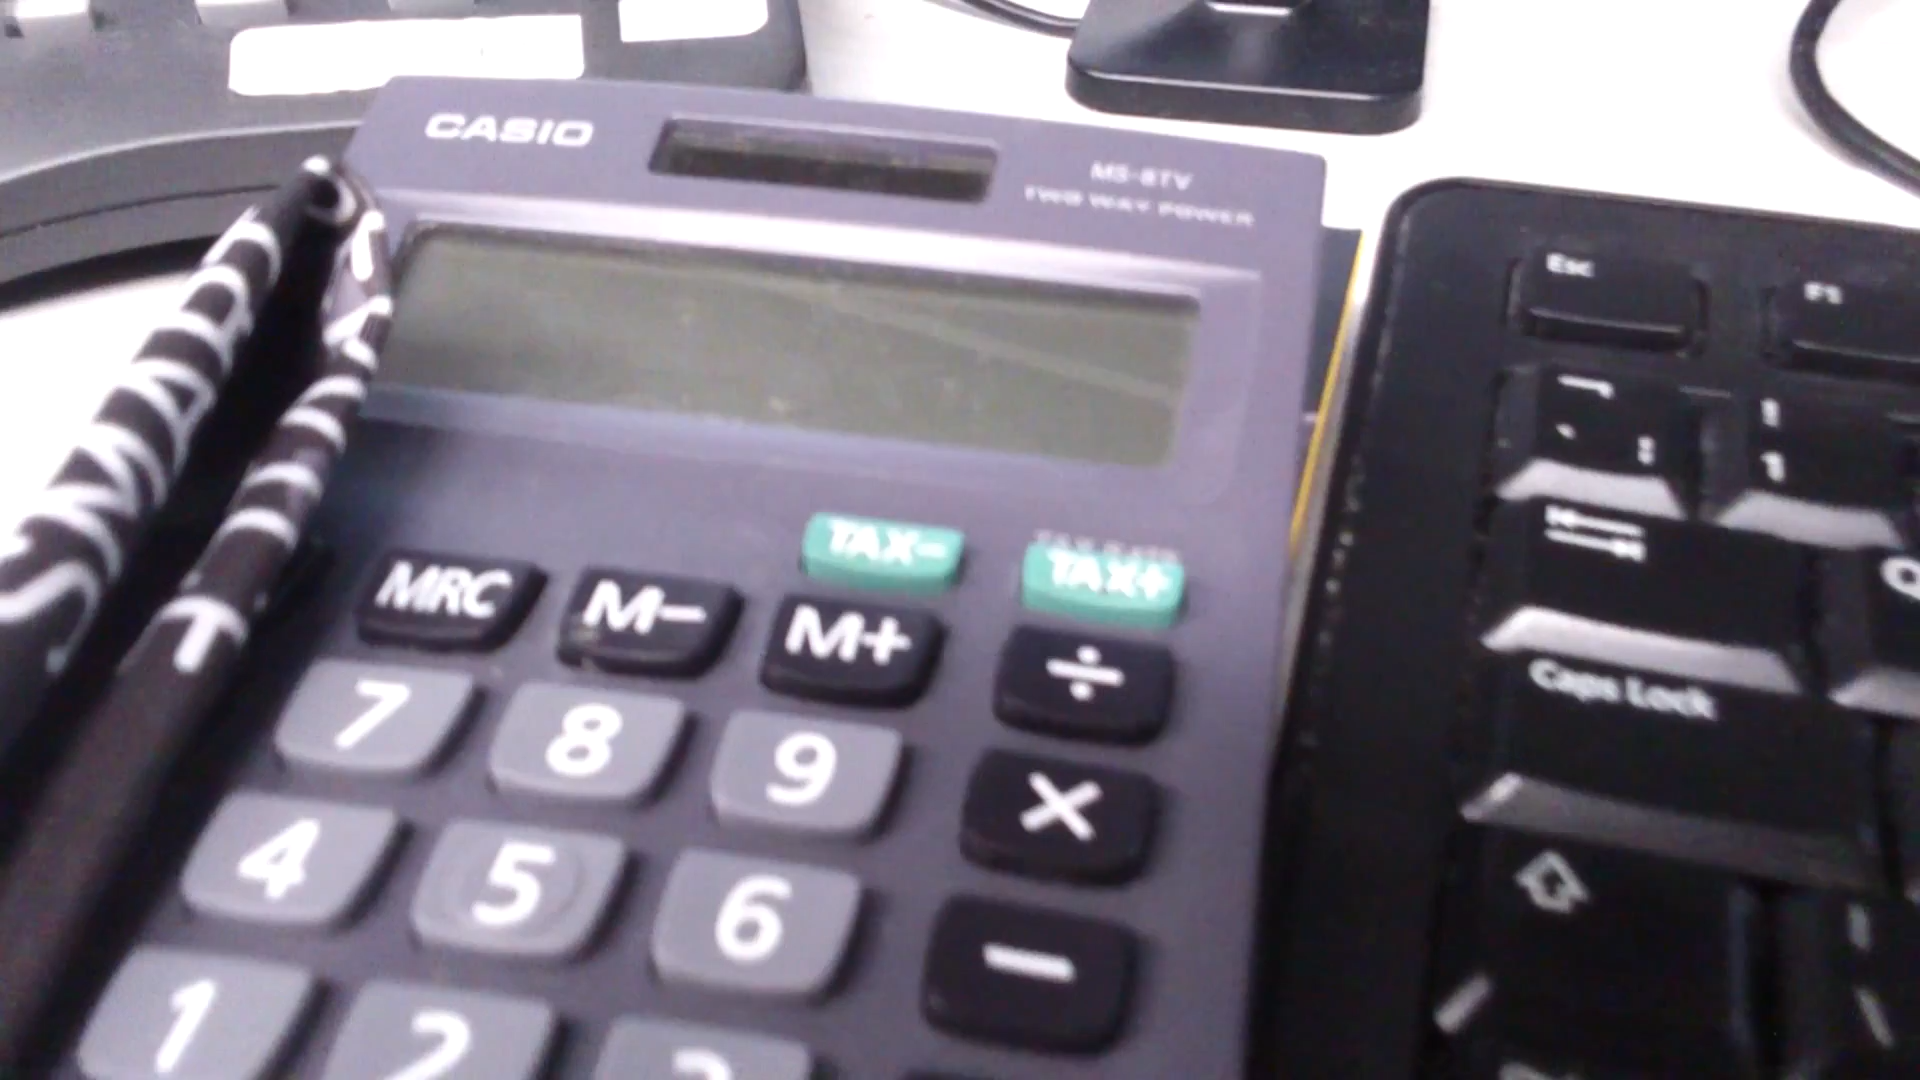 CASIO
MS-8TV
TWO WAY POWER
TAX-
TAX+
MRC
M-
M+
÷
7
8
9
×
4
5
6
−
1
2
Esc
F1
!
1
Caps Lock